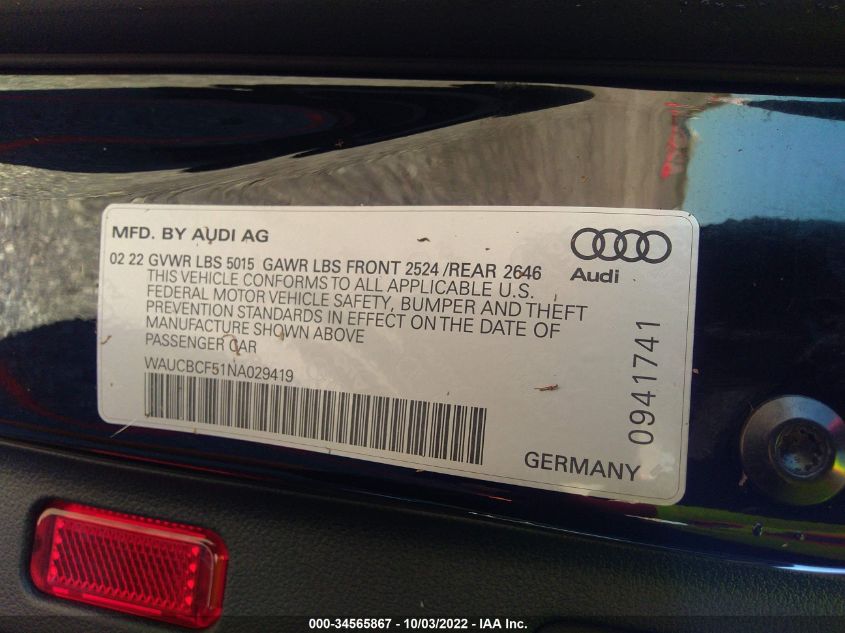 MFD. BY AUDI AG
Audi
02 22 GVWR LBS 5015 GAWR LBS FRONT 2524 /REAR 2646
THIS VEHICLE CONFORMS TO ALL APPLICABLE U.S.
FEDERAL MOTOR VEHICLE SAFETY, BUMPER AND THEFT
PREVENTION STANDARDS IN EFFECT ON THE DATE OF
MANUFACTURE SHOWN ABOVE
PASSENGER CAR
WAUCBCF51NA029419
0941741
GERMANY
000-34565867 - 10/03/2022 - IAA Inc.